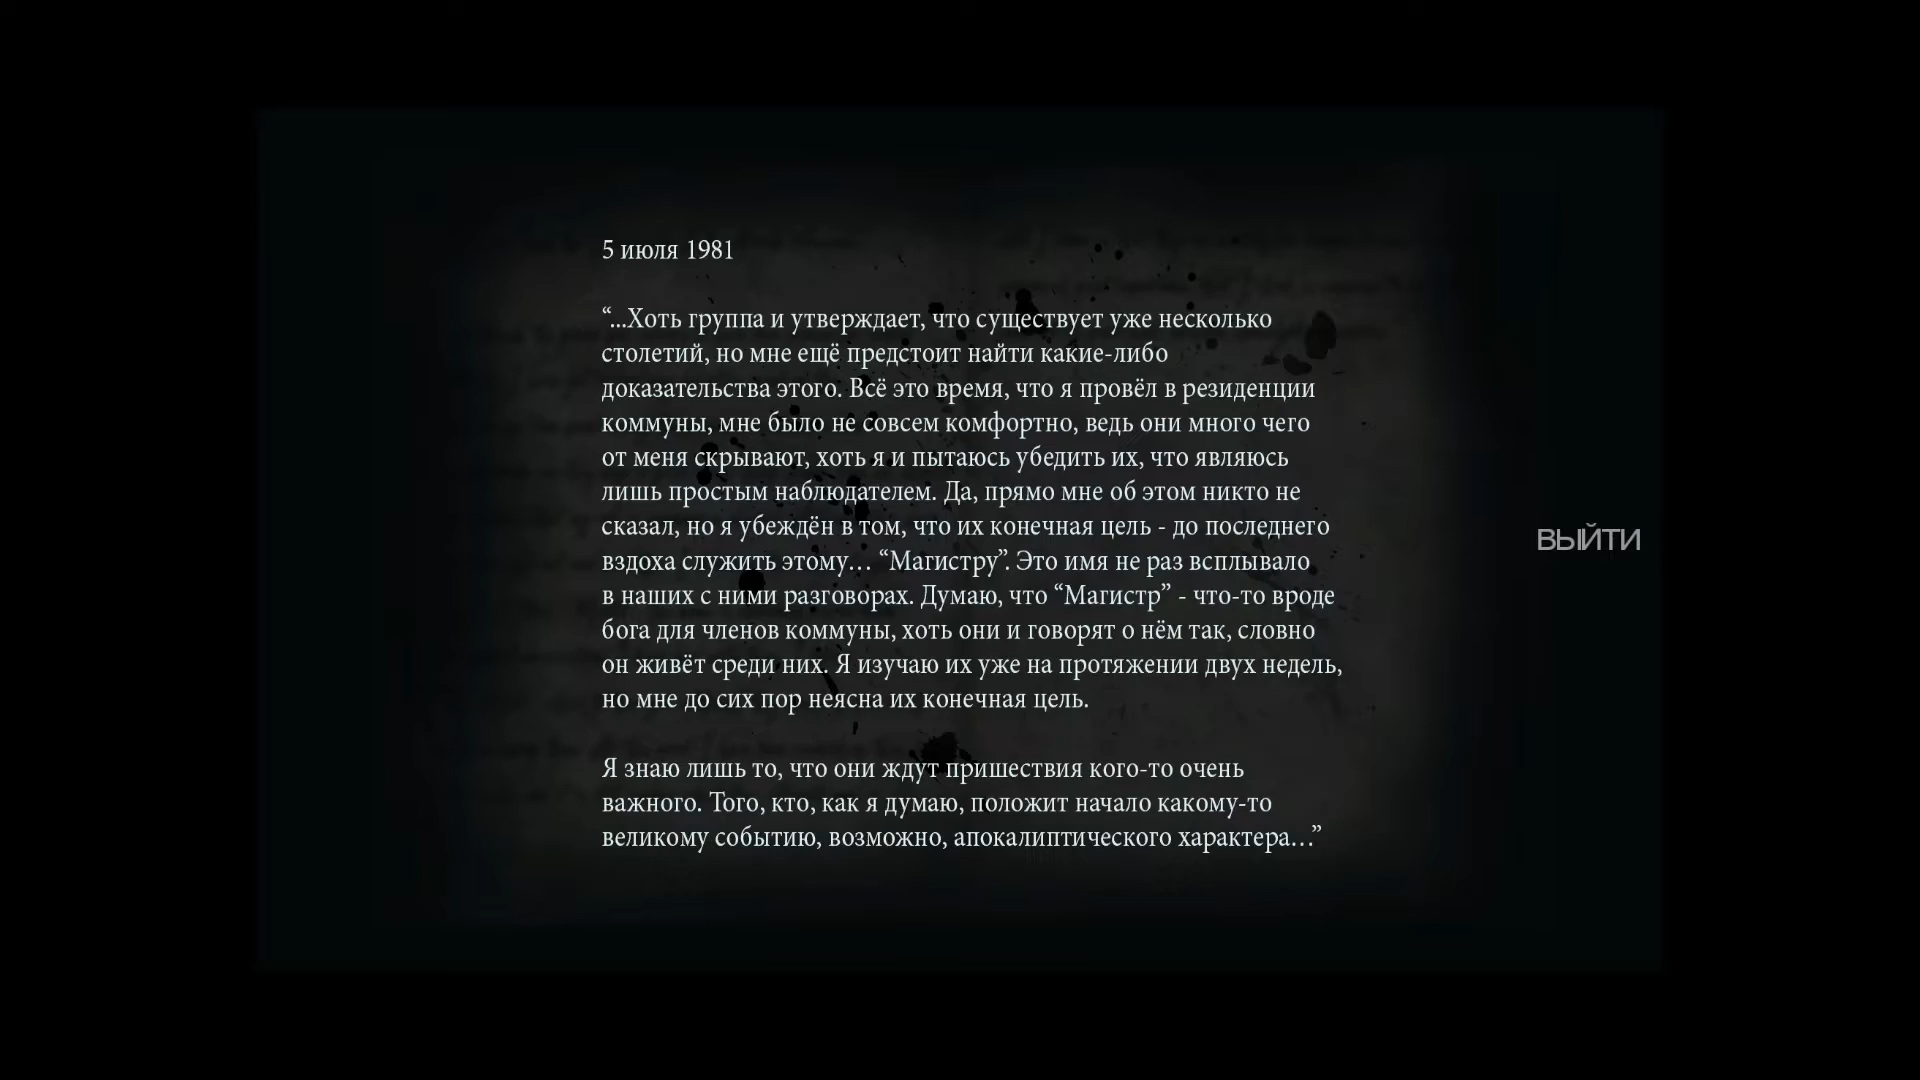 5 июля 1981
“...Хоть группа и утверждает, что существует уже несколько
столетий, но мне ещё предстоит найти какие-либо
доказательства этого. Всё это время, что я провёл в резиденции
коммуны, мне было не совсем комфортно, ведь они много чего
от меня скрывают, хоть я и пытаюсь убедить их, что являюсь
лишь простым наблюдателем. Да, прямо мне об этом никто не
сказал, но я убеждён в том, что их конечная цель - до последнего
вздоха служить этому… “Магистру”. Это имя не раз всплывало
в наших с ними разговорах. Думаю, что “Магистр” - что-то вроде
бога для членов коммуны, хоть они и говорят о нём так, словно
он живёт среди них. Я изучаю их уже на протяжении двух недель,
но мне до сих пор неясна их конечная цель.
Я знаю лишь то, что они ждут пришествия кого-то очень
важного. Того, кто, как я думаю, положит начало какому-то
великому событию, возможно, апокалиптического характера…”
ВЫЙТИ